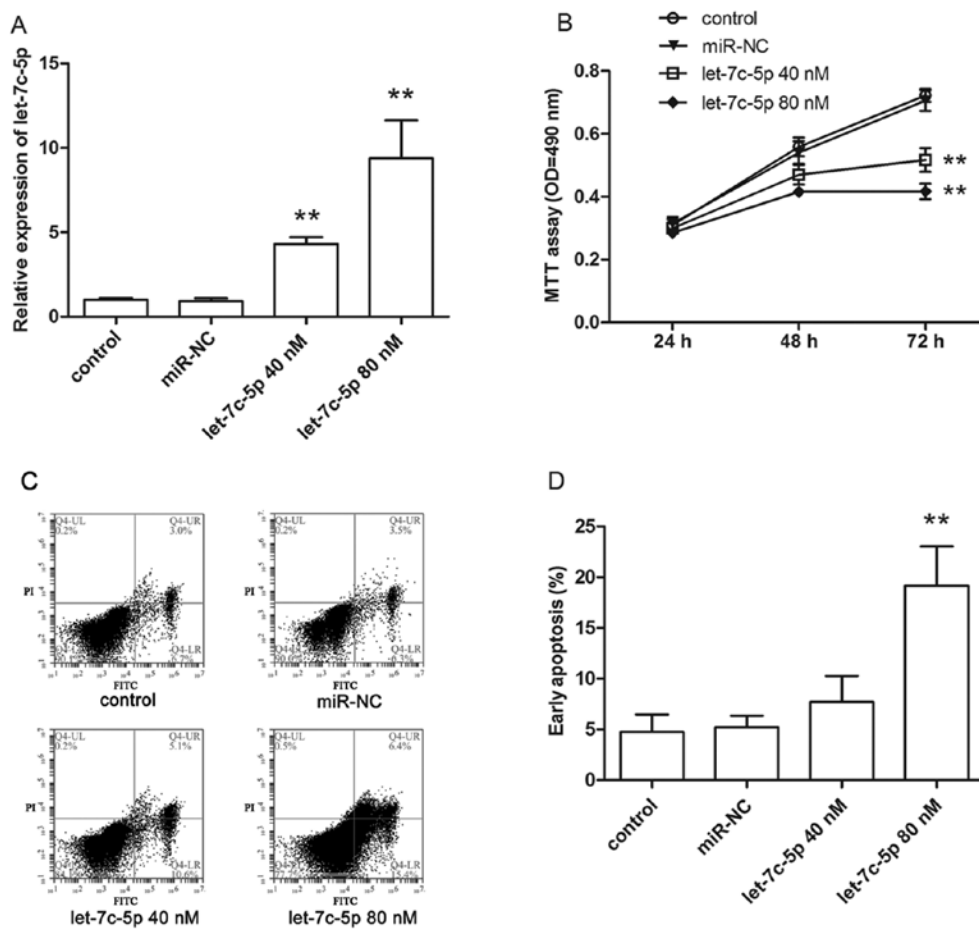 A
Relative expression of let-7c-5p
15
10
5
0
**
**
control
miR-NC
let-7c-5p 40 nM
let-7c-5p 80 nM
B
control
miR-NC
let-7c-5p 40 nM
let-7c-5p 80 nM
MTT assay (OD=490 nm)
0.8
0.6
0.4
0.2
0.0
**
**
24 h
48 h
72 h
C
Q4-UL
0.2%
Q4-UR
3.0%
PI
Q4-LR
6.7%
FITC
control
Q4-UL
0.2%
Q4-UR
3.5%
PI
Q4-LR
FITC
miR-NC
Q4-UL
0.2%
Q4-UR
5.1%
PI
Q4-LR
10.6%
FITC
let-7c-5p 40 nM
Q4-UL
0.5%
Q4-UR
6.4%
PI
Q4-LR
15.4%
FITC
let-7c-5p 80 nM
D
Early apoptosis (%)
25
20
15
10
5
0
**
control
miR-NC
let-7c-5p 40 nM
let-7c-5p 80 nM